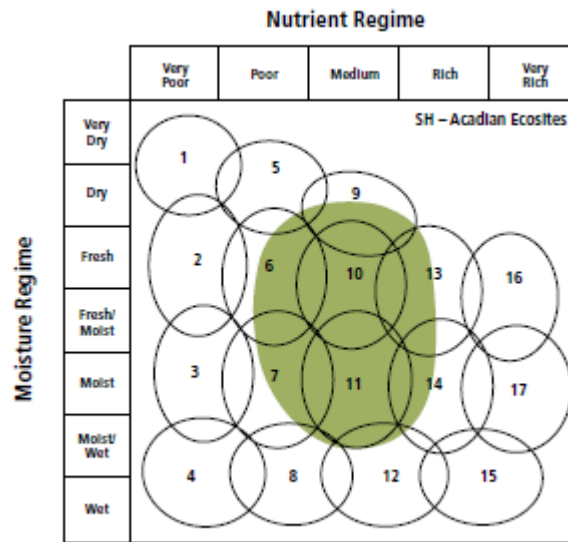 Nutrient Regime
Very
Poor
Poor
Medium
Rich
Very
Rich
Moisture Regime
Very
Dry
Dry
Fresh
Fresh/
Moist
Moist
Moist/
Wet
Wet
SH – Acadian Ecosites
1
5
9
2
6
10
13
16
3
7
11
14
17
4
8
12
15